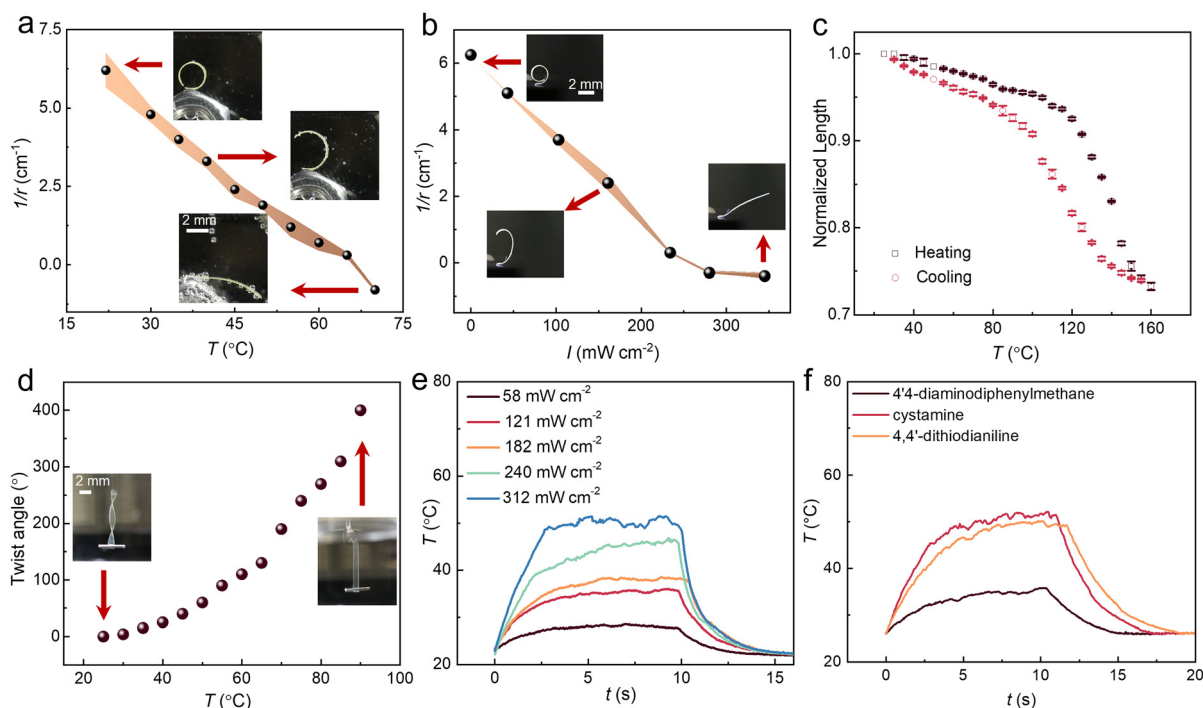 a
7.5
5.0
2.5
0.0
1/r (cm-1)
2 mm
15
30
45
60
75
T (°C)
b
6
4
2
0
1/r (cm-1)
2 mm
0
100
200
300
I (mW cm-2)
c
1.0
0.9
0.8
0.7
Normalized Length
Heating
Cooling
40
80
120
160
T (°C)
d
400
300
200
100
0
Twist angle (°)
2 mm
20
40
60
80
100
T (°C)
e
80
60
40
20
T (°C)
58 mW cm-2
121 mW cm-2
182 mW cm-2
240 mW cm-2
312 mW cm-2
0
5
10
15
t (s)
f
80
60
40
20
T (°C)
4'4-diaminodiphenylmethane
cystamine
4,4'-dithiodianiline
0
5
10
15
20
t (s)